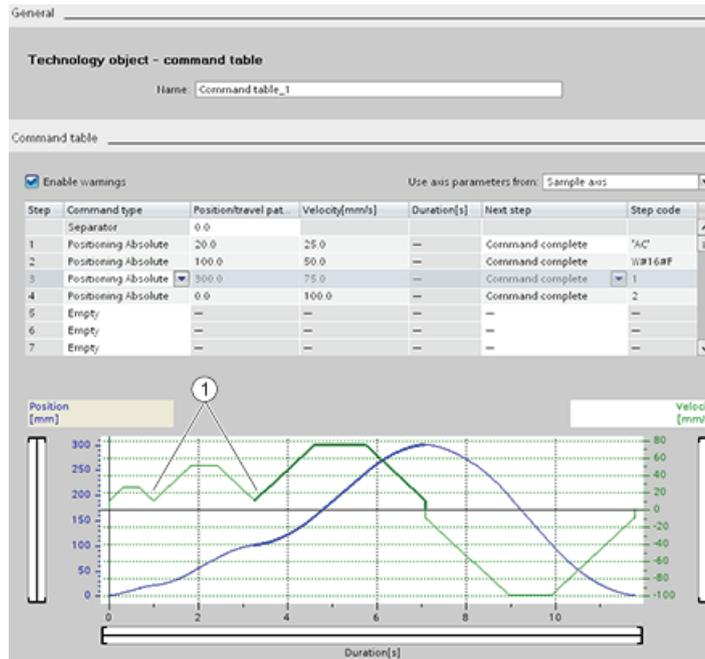 General
Technology object - command table
Name: Command table_1
Command table
Enable warnings Use axis parameters from: Sample axis
Step Command type Position/travel pat... Velocity[mm/s] Duration[s] Next step Step code
Separator 0.0
1 Positioning Absolute 20.0 25.0 — Command complete 'AC'
2 Positioning Absolute 100.0 50.0 — Command complete W#16#F
3 Positioning Absolute 300.0 75.0 — Command complete 1
4 Positioning Absolute 0.0 100.0 — Command complete 2
5 Empty — — — — —
6 Empty — — — — —
7 Empty — — — — —
1
Position
[mm]
Veloci
[mm/s
300 80
250 60
40
200 20
150 0
-20
100 -40
50 -60
-80
0 -100
0 2 4 6 8 10
Duration[s]